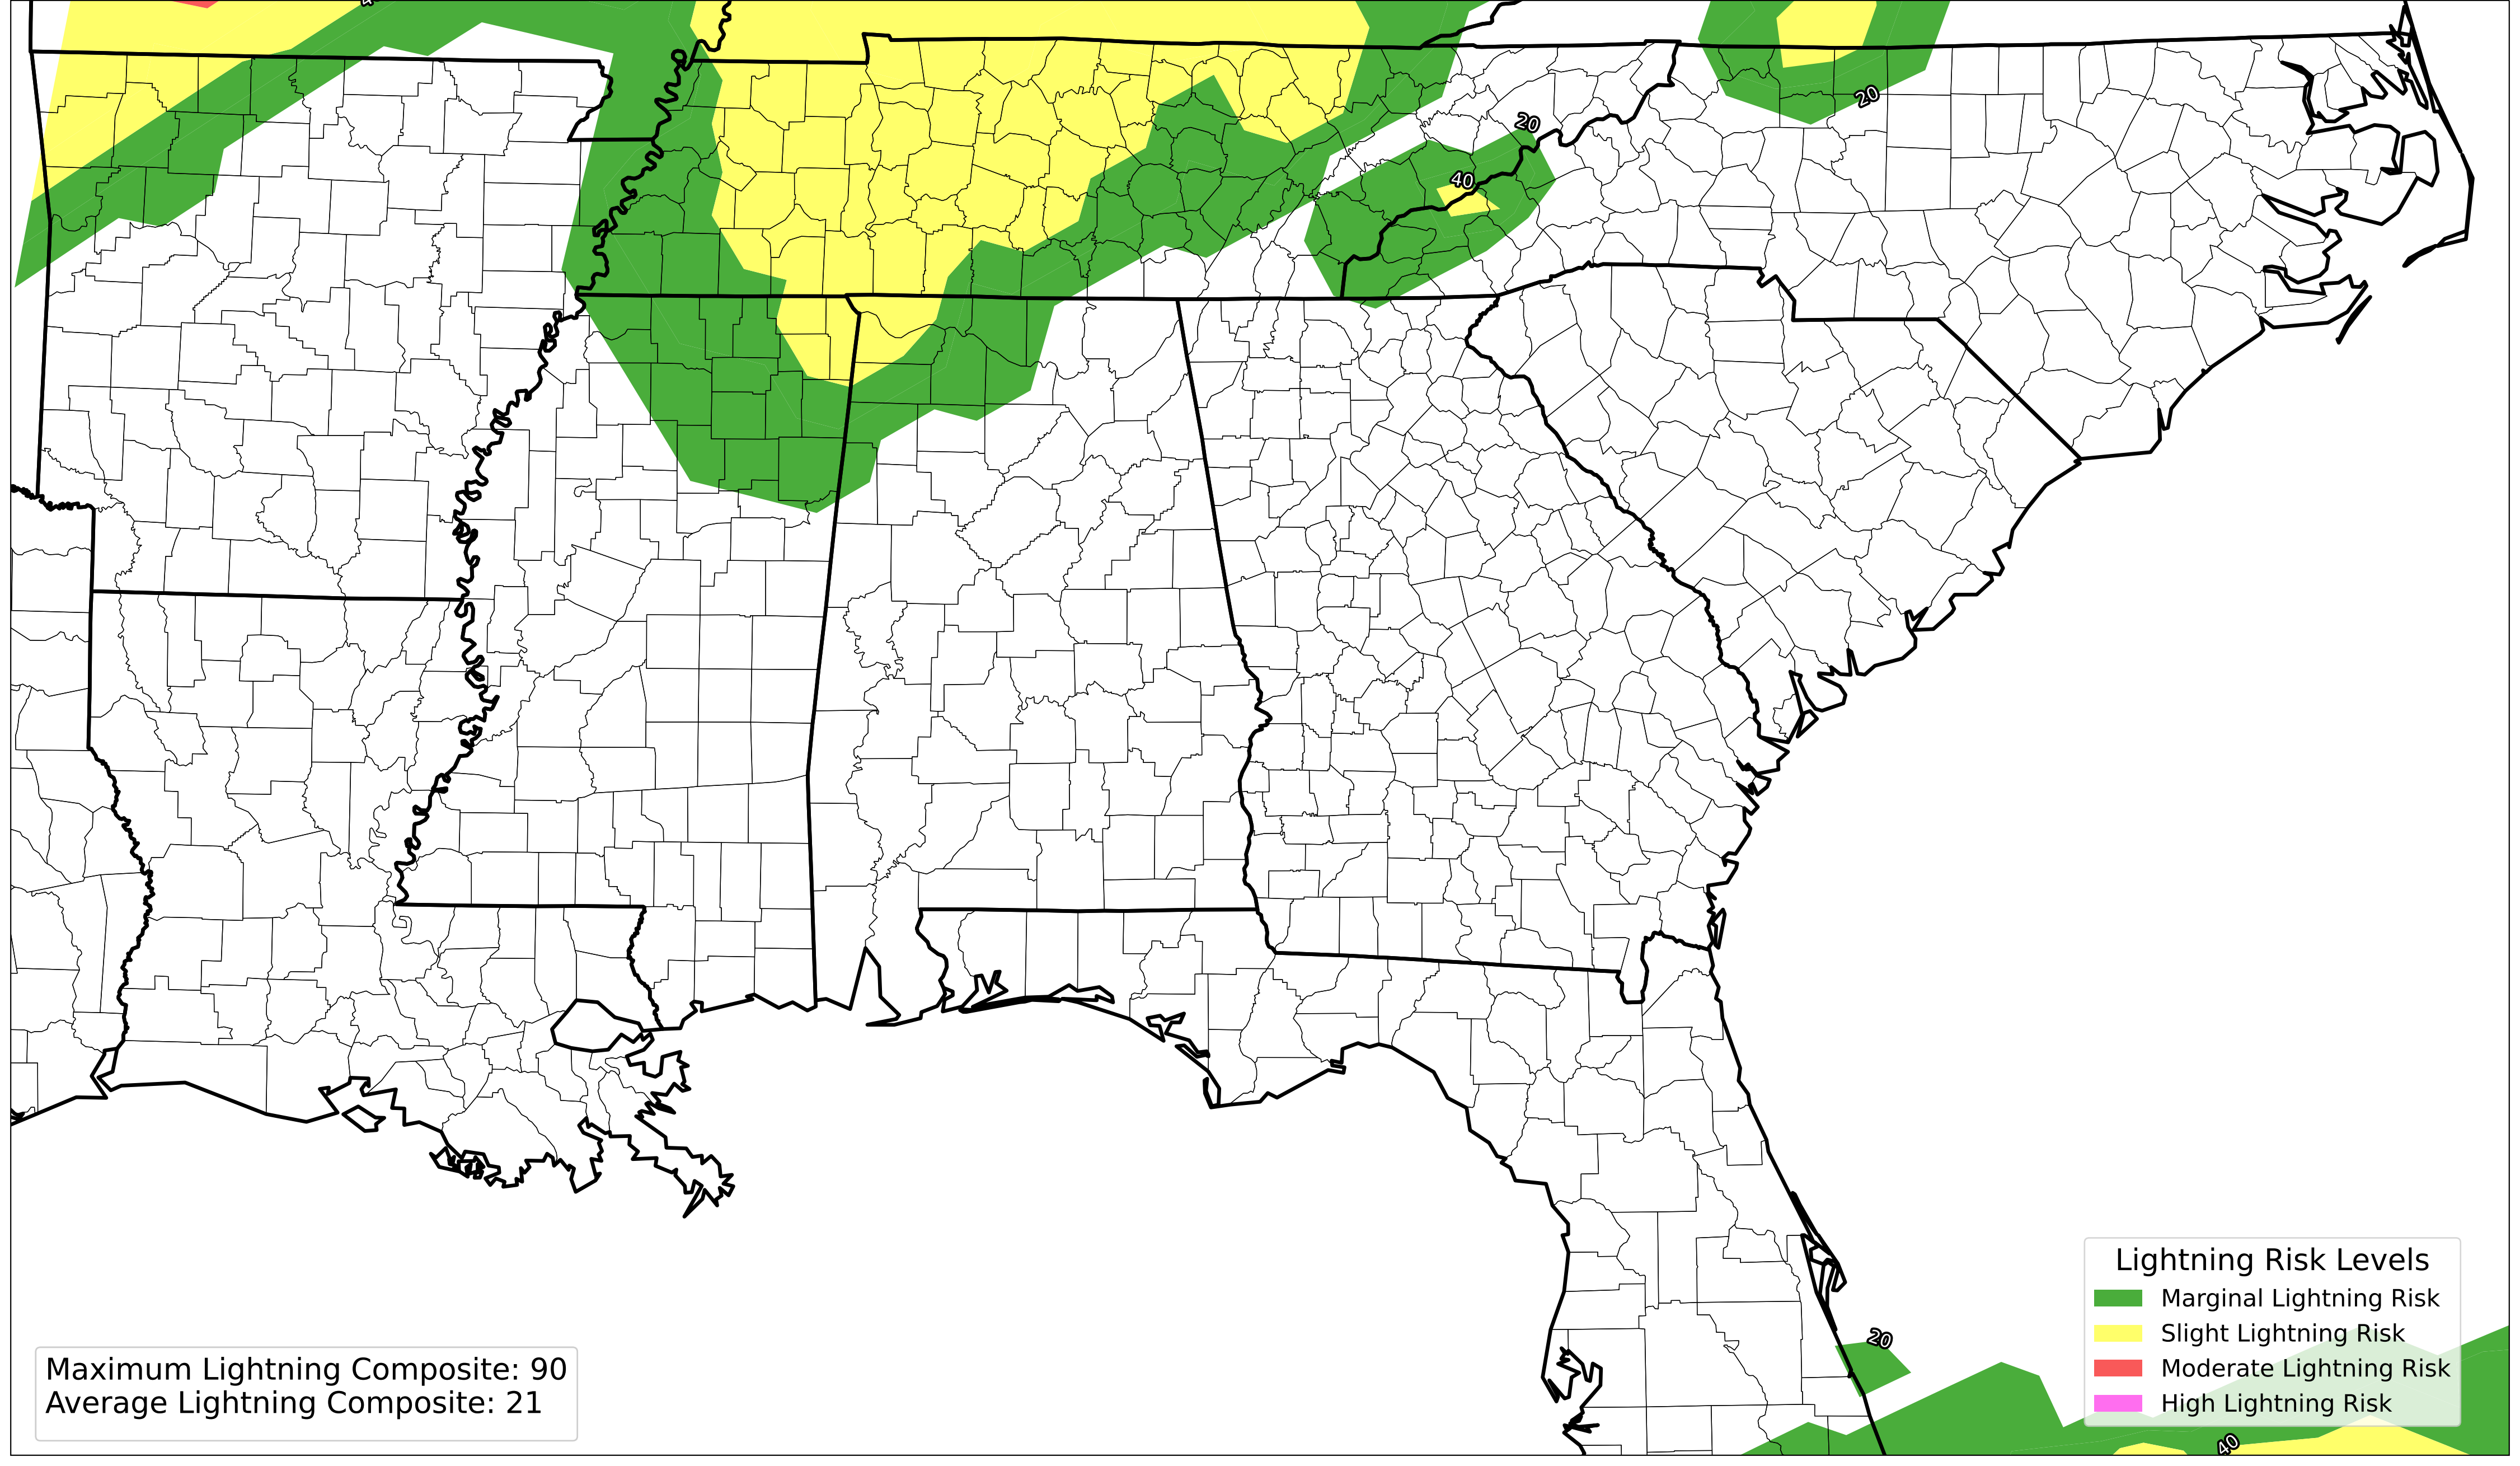 20
20
40
20
40
Lightning Risk Levels
Marginal Lightning Risk
Slight Lightning Risk
Moderate Lightning Risk
High Lightning Risk
Maximum Lightning Composite: 90
Average Lightning Composite: 21